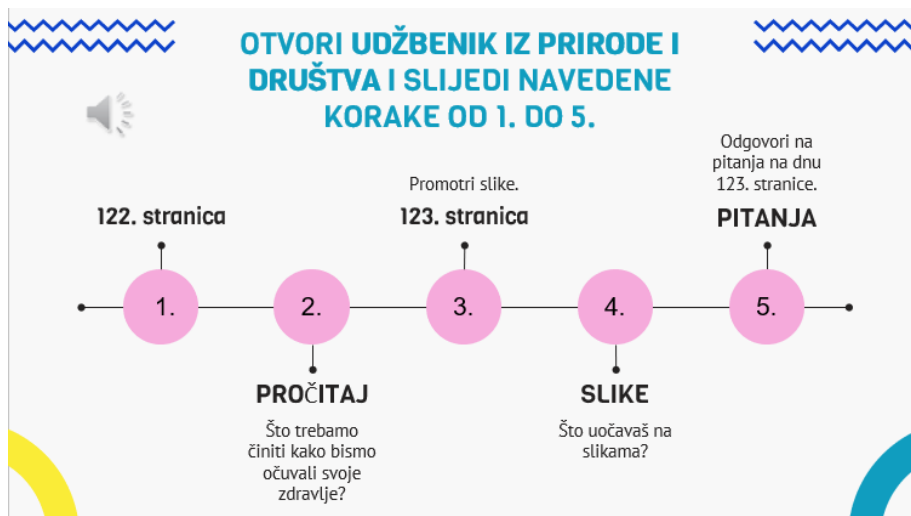 OTVORI UDŽBENIK IZ PRIRODE I
DRUŠTVA I SLIJEDI NAVEDENE
KORAKE OD 1. DO 5.
122. stranica
1.
2.
PROČITAJ
Što trebamo
činiti kako bismo
očuvali svoje
zdravlje?
Promotri slike.
123. stranica
3.
4.
SLIKE
Što uočavaš na
slikama?
Odgovori na
pitanja na dnu
123. stranice.
PITANJA
5.